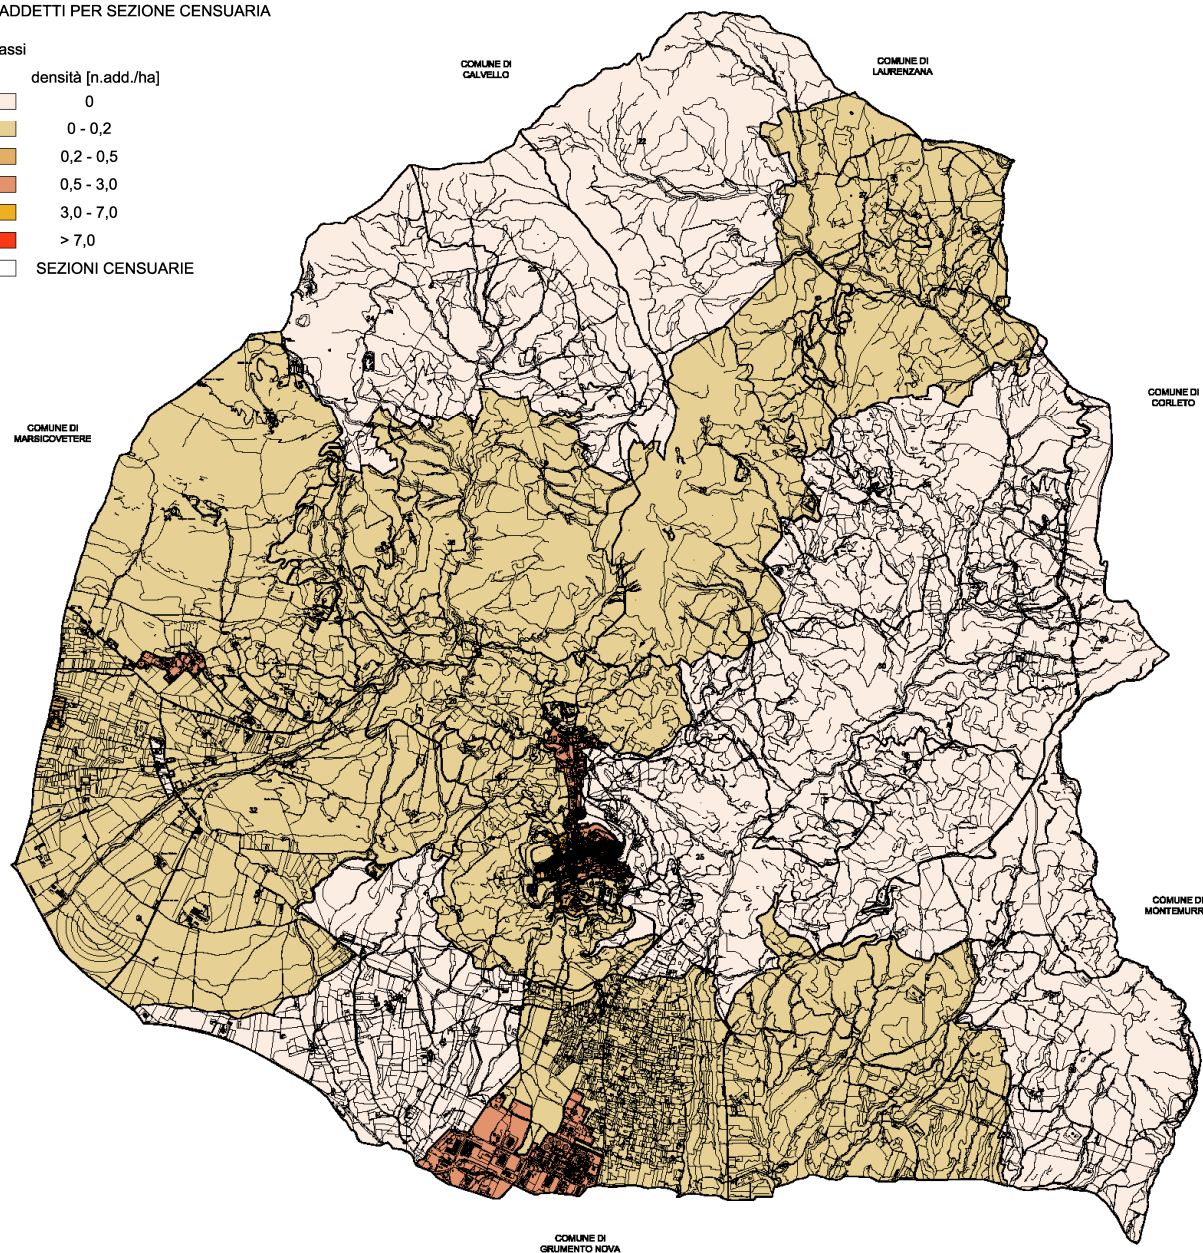 ADDETTI PER SEZIONE CENSUARIA
assi
densità [n.add./ha]
0
0 - 0,2
0,2 - 0,5
0,5 - 3,0
3,0 - 7,0
> 7,0
SEZIONI CENSUARIE
COMUNE DI
CALVELLO
COMUNE DI
LAURENZANA
COMUNE DI
CORLETO
COMUNE DI
MARSICOVETERE
32
25
COMUNE DI
MONTEMURR
COMUNE DI
GRUMENTO NOVA